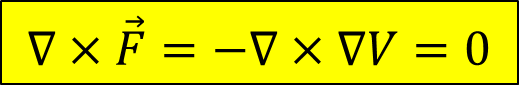 ∇ × F⃗ = −∇ × ∇V = 0